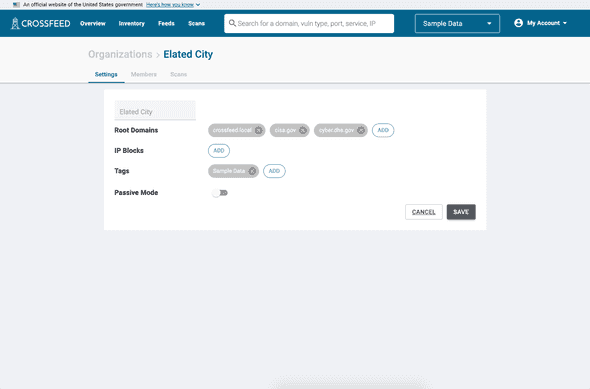 An official website of the United States government Here's how you know
CROSSFEED Overview Inventory Feeds Scans Search for a domain, vuln type, port, service, IP Sample Data My Account
Organizations > Elated City
Settings Members Scans
Elated City
Root Domains crossfeed.local cisa.gov cyber.dhs.gov ADD
IP Blocks ADD
Tags Sample Data ADD
Passive Mode
CANCEL SAVE